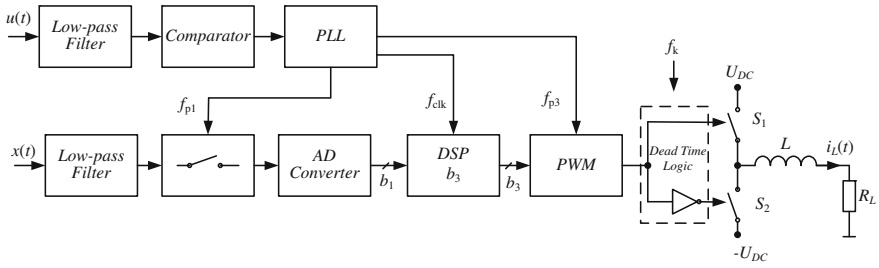 u(t)
Low-pass
Filter
Comparator
PLL
f_k
U_DC
f_p1
f_clk
f_p3
S_1
x(t)
Low-pass
Filter
AD
Converter
b_1
DSP
b_3
b_3
PWM
Dead Time
Logic
L
i_L(t)
R_L
S_2
-U_DC